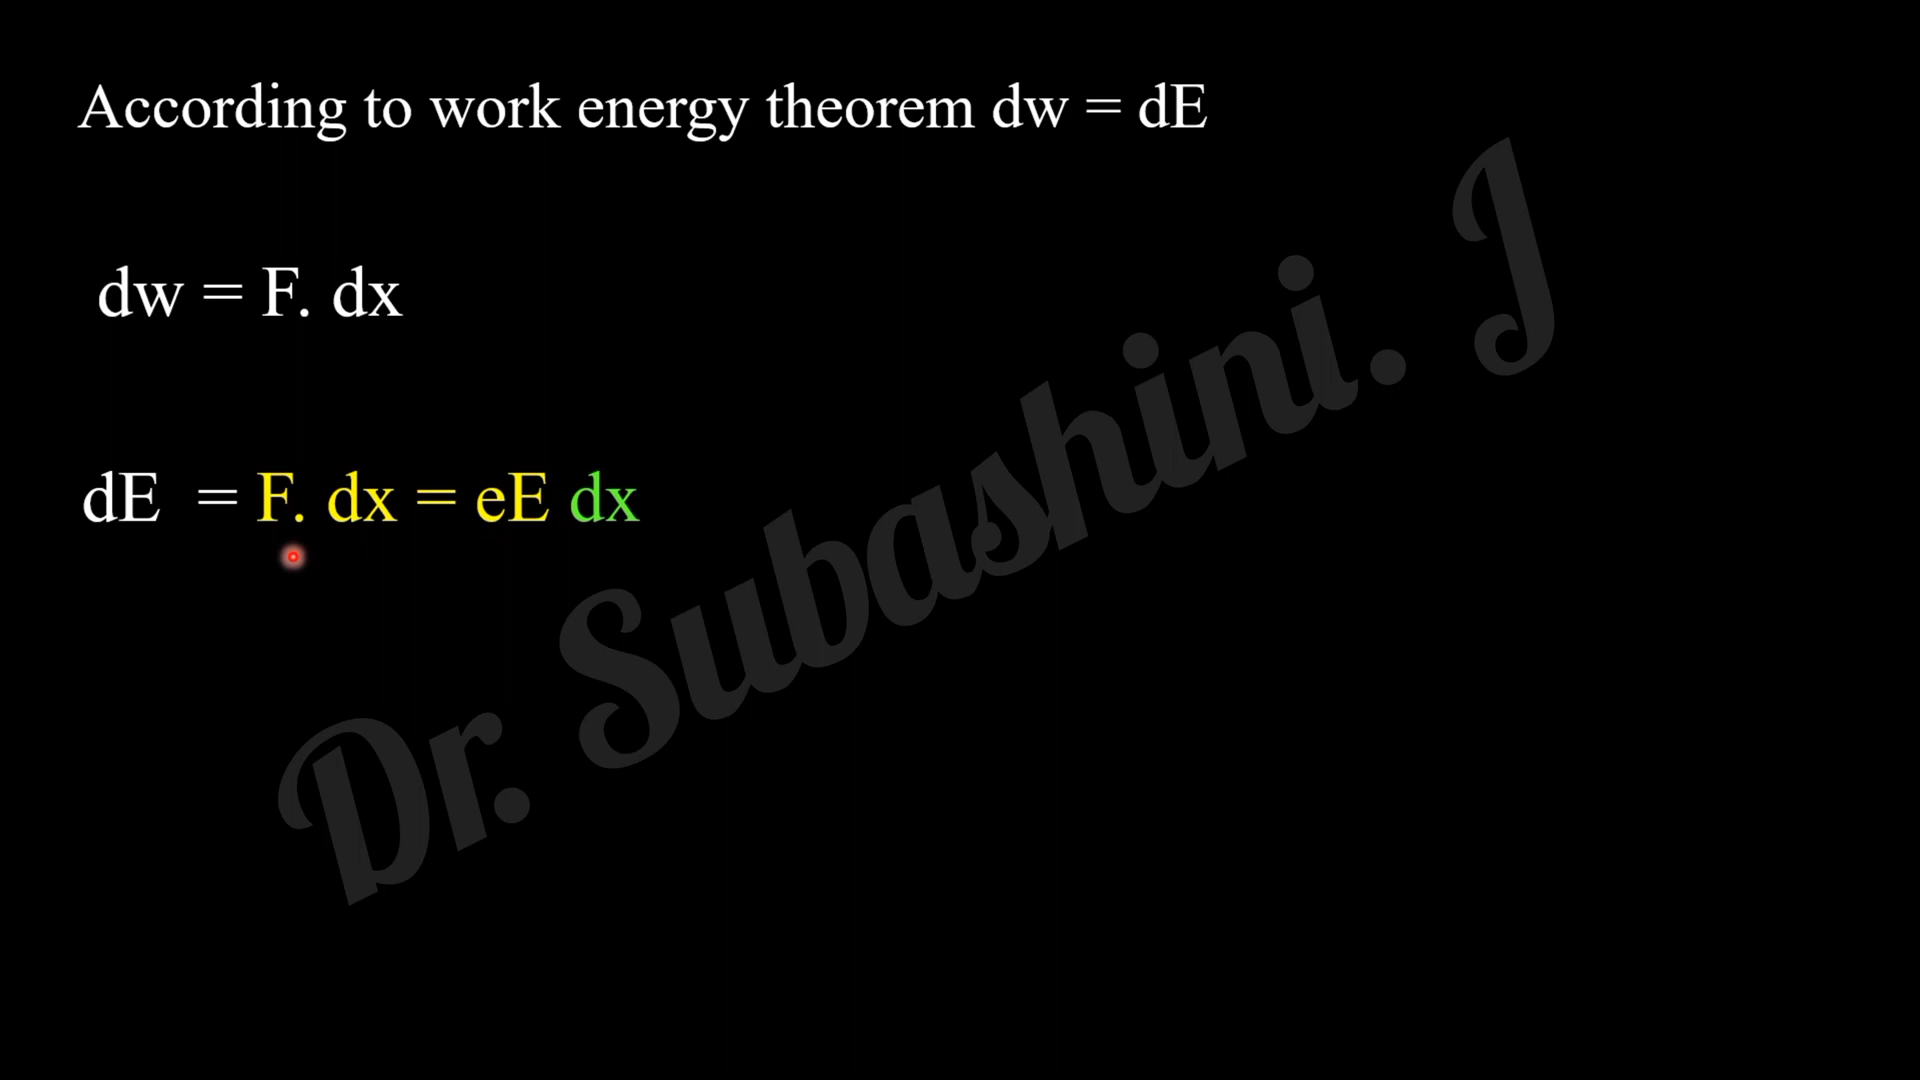 According to work energy theorem dw = dE
dw = F. dx
dE = F. dx = eE dx
Dr. Subashini. J